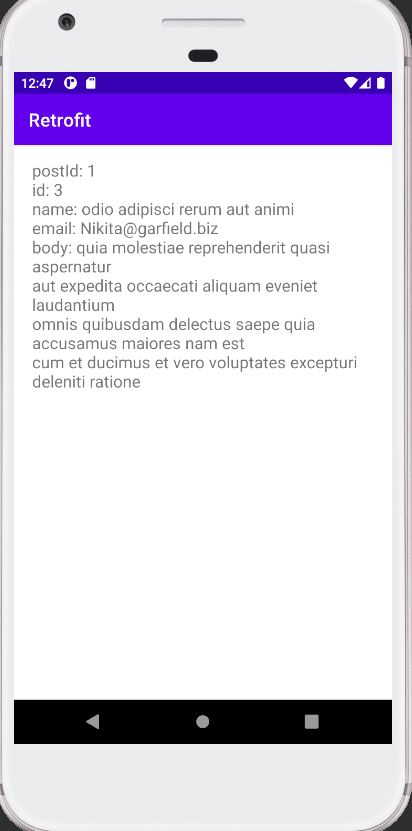 12:47
Retrofit
postId: 1
id: 3
name: odio adipisci rerum aut animi
email: Nikita@garfield.biz
body: quia molestiae reprehenderit quasi
aspernatur
aut expedita occaecati aliquam eveniet
laudantium
omnis quibusdam delectus saepe quia
accusamus maiores nam est
cum et ducimus et vero voluptates excepturi
deleniti ratione